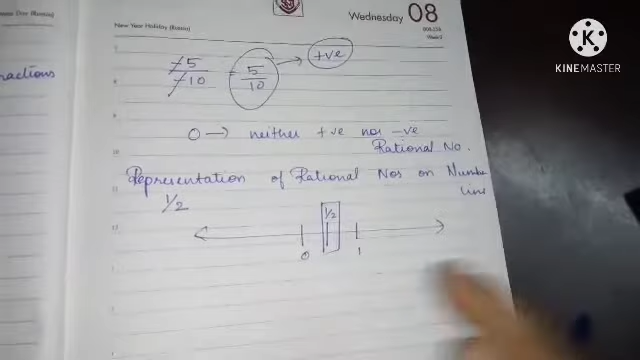 New Year Holiday (Russia)
Wednesday 08
ractions
-5/-10 = 5/10 → +ve
0 → neither +ve nor -ve
Rational No.
Representation of Rational Nos on Number
line
1/2
1/2
0 1
KINEMASTER